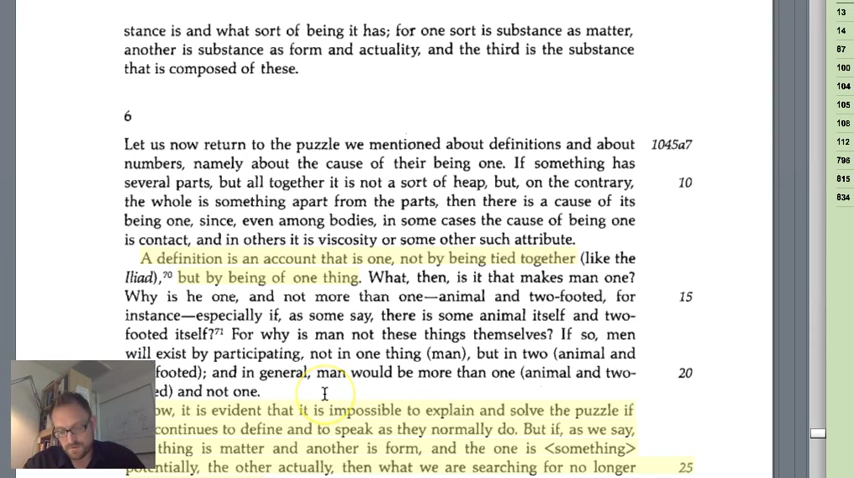 stance is and what sort of being it has; for one sort is substance as matter,
another is substance as form and actuality, and the third is the substance
that is composed of these.
6
Let us now return to the puzzle we mentioned about definitions and about 1045a7
numbers, namely about the cause of their being one. If something has
several parts, but all together it is not a sort of heap, but, on the contrary, 10
the whole is something apart from the parts, then there is a cause of its
being one, since, even among bodies, in some cases the cause of being one
is contact, and in others it is viscosity or some other such attribute.
A definition is an account that is one, not by being tied together (like the
Iliad),70 but by being of one thing. What, then, is it that makes man one?
Why is he one, and not more than one—animal and two-footed, for 15
instance—especially if, as some say, there is some animal itself and two-
footed itself?71 For why is man not these things themselves? If so, men
will exist by participating, not in one thing (man), but in two (animal and
footed); and in general, man would be more than one (animal and two- 20
ed) and not one.
ow, it is evident that it is impossible to explain and solve the puzzle if
continues to define and to speak as they normally do. But if, as we say,
thing is matter and another is form, and the one is <something>
potentially, the other actually, then what we are searching for no longer 25
13
14
67
100
104
105
108
112
796
815
834